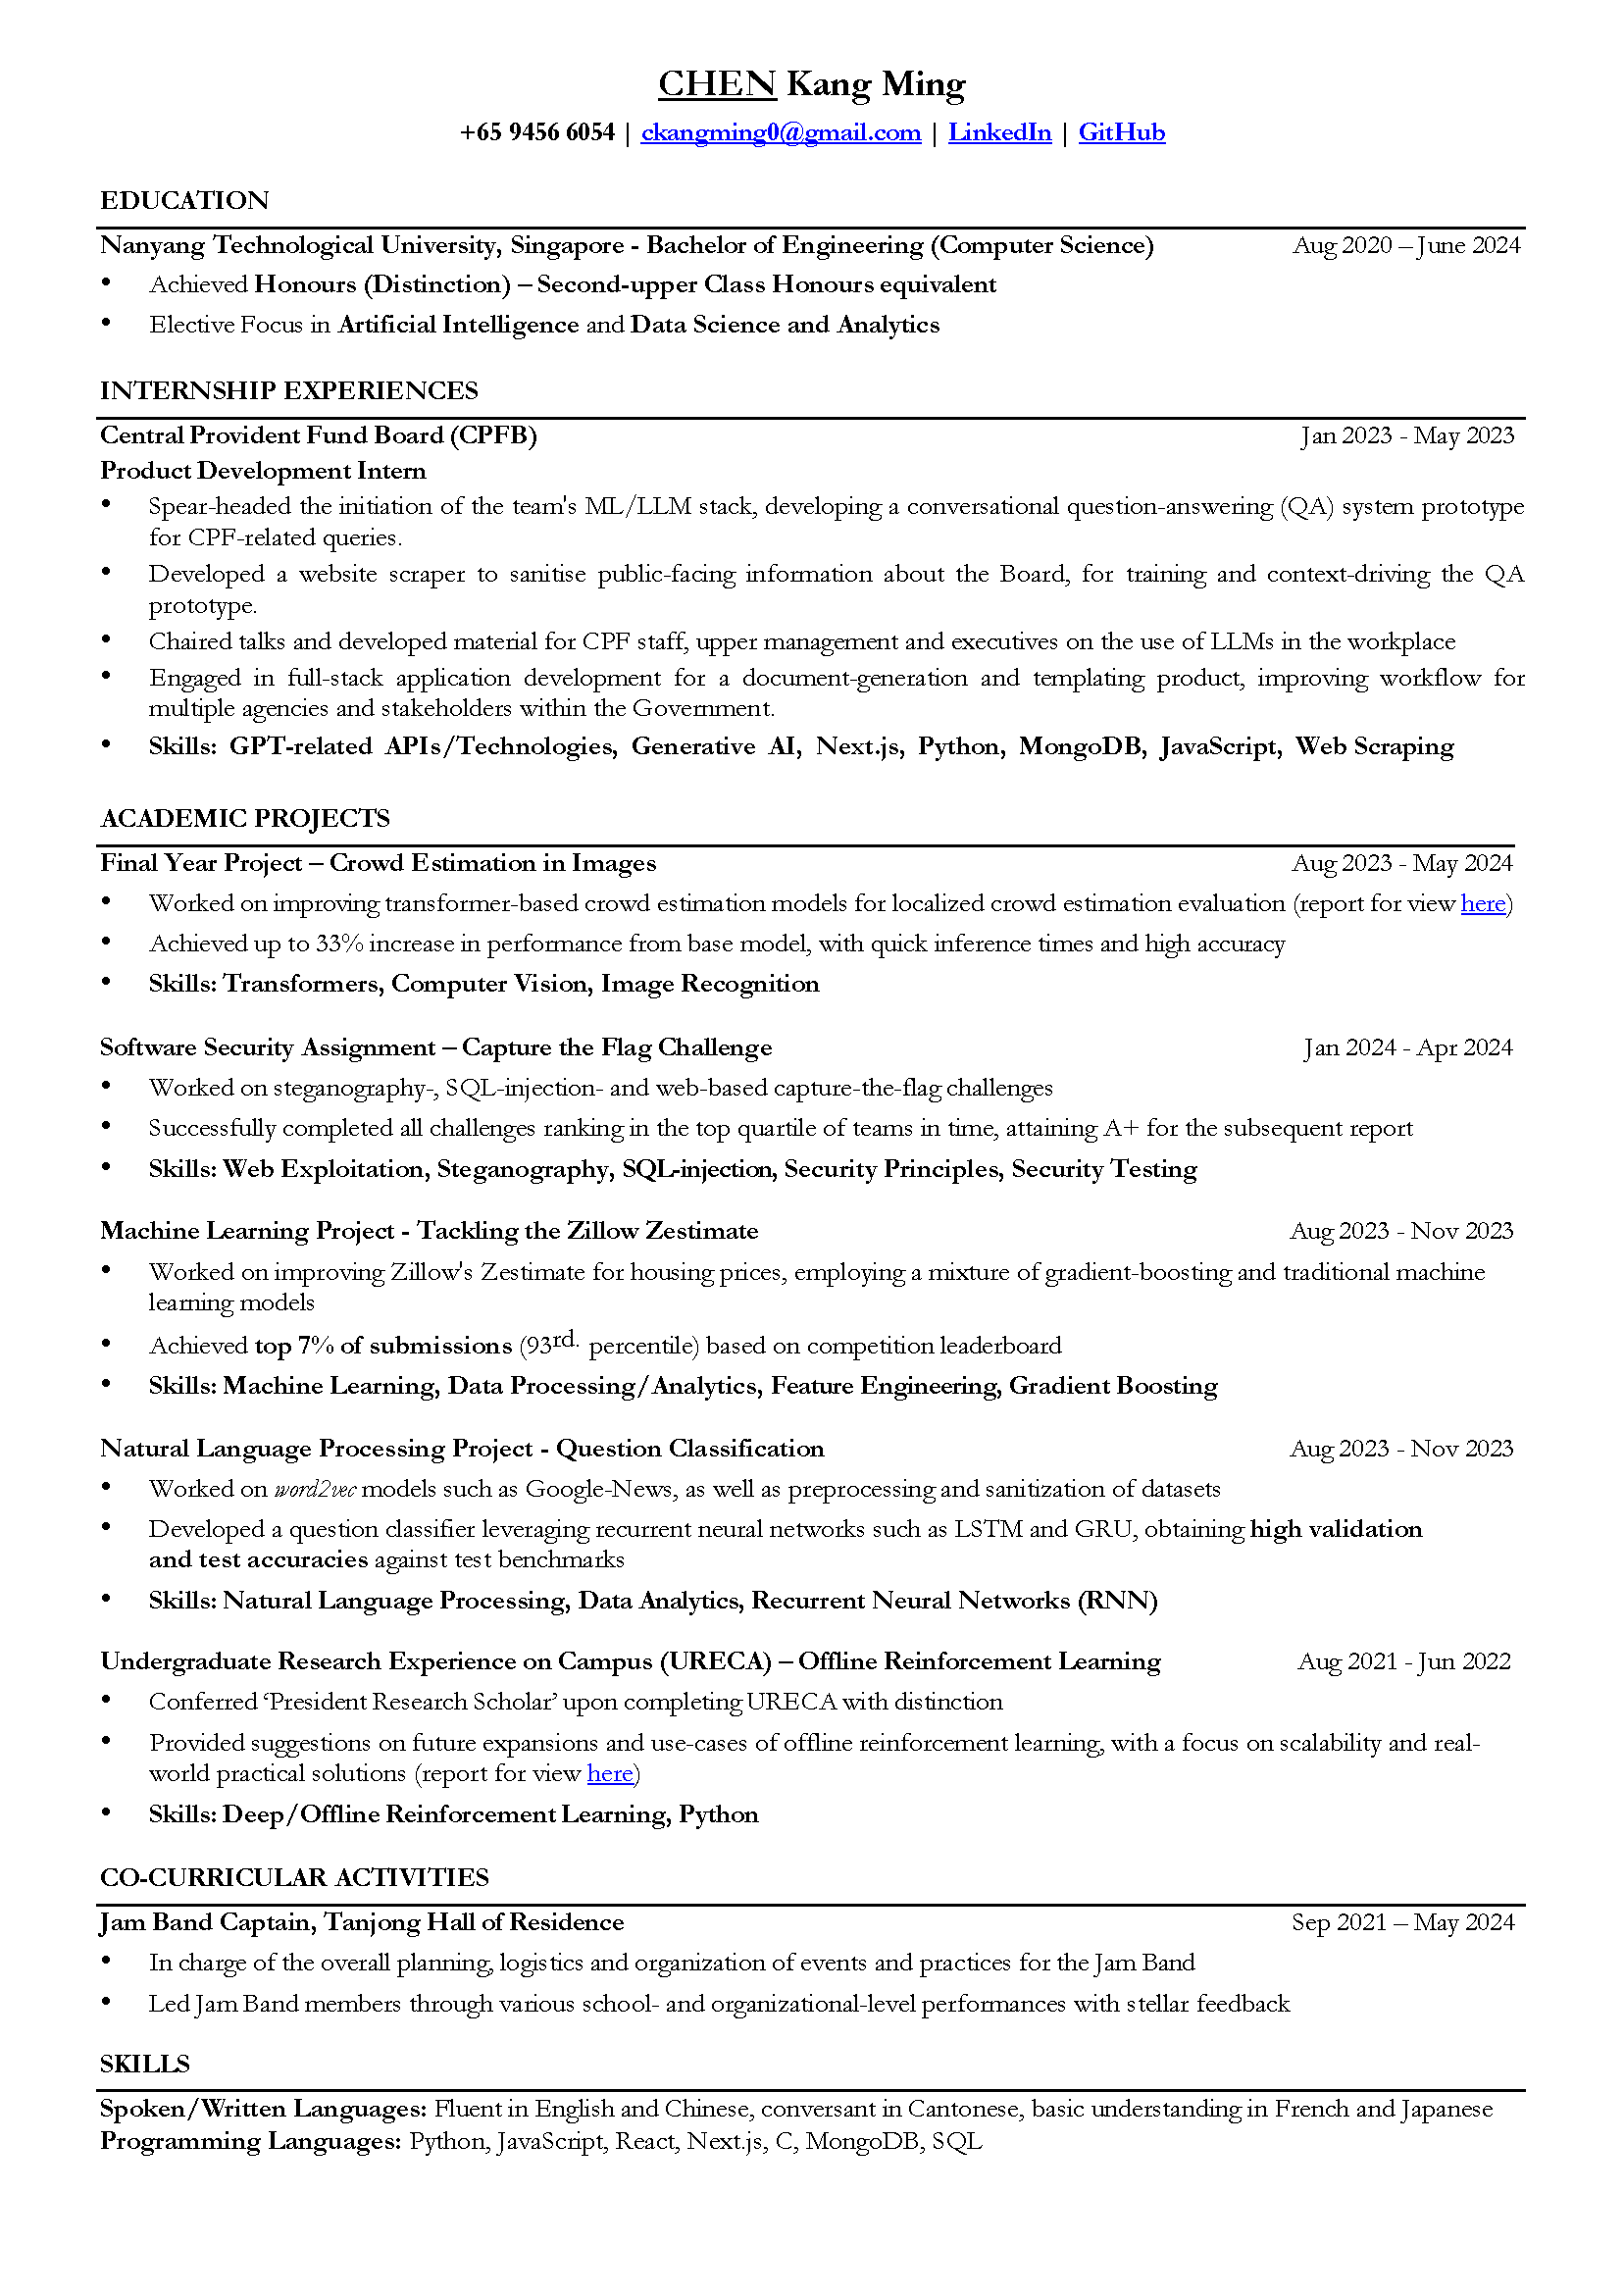 CHEN Kang Ming
+65 9456 6054 | ckangming0@gmail.com | LinkedIn | GitHub
EDUCATION
Nanyang Technological University, Singapore - Bachelor of Engineering (Computer Science) Aug 2020 – June 2024
• Achieved Honours (Distinction) – Second-upper Class Honours equivalent
• Elective Focus in Artificial Intelligence and Data Science and Analytics
INTERNSHIP EXPERIENCES
Central Provident Fund Board (CPFB) Jan 2023 - May 2023
Product Development Intern
• Spear-headed the initiation of the team's ML/LLM stack, developing a conversational question-answering (QA) system prototype
for CPF-related queries.
• Developed a website scraper to sanitise public-facing information about the Board, for training and context-driving the QA
prototype.
• Chaired talks and developed material for CPF staff, upper management and executives on the use of LLMs in the workplace
• Engaged in full-stack application development for a document-generation and templating product, improving workflow for
multiple agencies and stakeholders within the Government.
• Skills: GPT-related APIs/Technologies, Generative AI, Next.js, Python, MongoDB, JavaScript, Web Scraping
ACADEMIC PROJECTS
Final Year Project – Crowd Estimation in Images Aug 2023 - May 2024
• Worked on improving transformer-based crowd estimation models for localized crowd estimation evaluation (report for view here)
• Achieved up to 33% increase in performance from base model, with quick inference times and high accuracy
• Skills: Transformers, Computer Vision, Image Recognition
Software Security Assignment – Capture the Flag Challenge Jan 2024 - Apr 2024
• Worked on steganography-, SQL-injection- and web-based capture-the-flag challenges
• Successfully completed all challenges ranking in the top quartile of teams in time, attaining A+ for the subsequent report
• Skills: Web Exploitation, Steganography, SQL-injection, Security Principles, Security Testing
Machine Learning Project - Tackling the Zillow Zestimate Aug 2023 - Nov 2023
• Worked on improving Zillow's Zestimate for housing prices, employing a mixture of gradient-boosting and traditional machine
learning models
• Achieved top 7% of submissions (93rd. percentile) based on competition leaderboard
• Skills: Machine Learning, Data Processing/Analytics, Feature Engineering, Gradient Boosting
Natural Language Processing Project - Question Classification Aug 2023 - Nov 2023
• Worked on word2vec models such as Google-News, as well as preprocessing and sanitization of datasets
• Developed a question classifier leveraging recurrent neural networks such as LSTM and GRU, obtaining high validation
and test accuracies against test benchmarks
• Skills: Natural Language Processing, Data Analytics, Recurrent Neural Networks (RNN)
Undergraduate Research Experience on Campus (URECA) – Offline Reinforcement Learning Aug 2021 - Jun 2022
• Conferred ‘President Research Scholar’ upon completing URECA with distinction
• Provided suggestions on future expansions and use-cases of offline reinforcement learning, with a focus on scalability and real-
world practical solutions (report for view here)
• Skills: Deep/Offline Reinforcement Learning, Python
CO-CURRICULAR ACTIVITIES
Jam Band Captain, Tanjong Hall of Residence Sep 2021 – May 2024
• In charge of the overall planning, logistics and organization of events and practices for the Jam Band
• Led Jam Band members through various school- and organizational-level performances with stellar feedback
SKILLS
Spoken/Written Languages: Fluent in English and Chinese, conversant in Cantonese, basic understanding in French and Japanese
Programming Languages: Python, JavaScript, React, Next.js, C, MongoDB, SQL